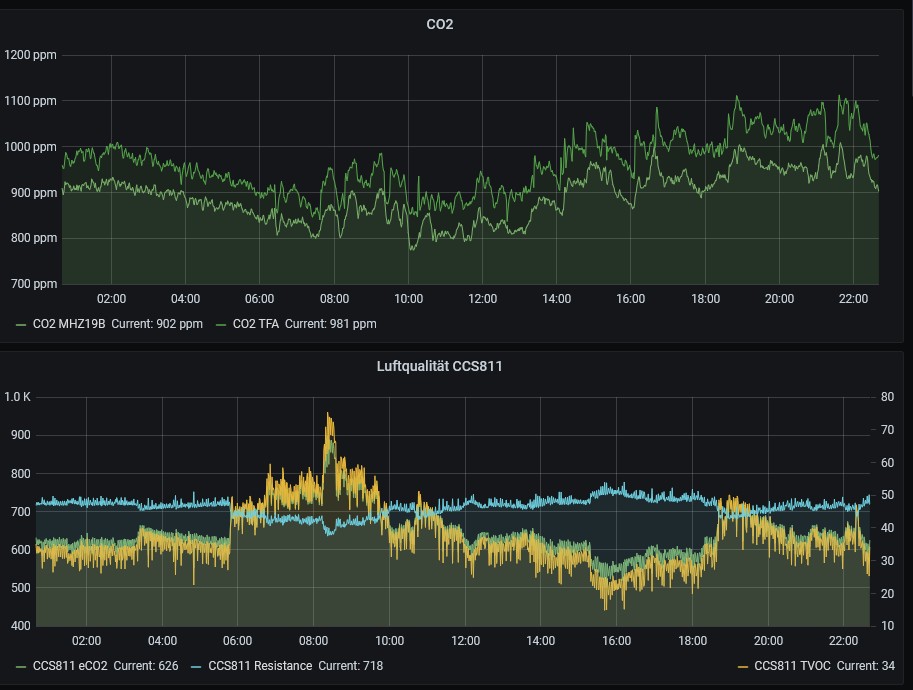 CO2
1200 ppm
1100 ppm
1000 ppm
900 ppm
800 ppm
700 ppm
02:00 04:00 06:00 08:00 10:00 12:00 14:00 16:00 18:00 20:00 22:00
CO2 MHZ19B Current: 902 ppm CO2 TFA Current: 981 ppm
Luftqualität CCS811
1.0 K 80
900 70
800 60
700 50
600 40
500 30
400 20
10
02:00 04:00 06:00 08:00 10:00 12:00 14:00 16:00 18:00 20:00 22:00
CCS811 eCO2 Current: 626 CCS811 Resistance Current: 718 CCS811 TVOC Current: 34